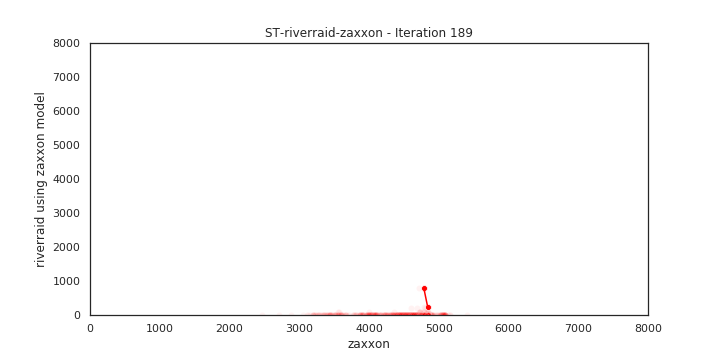 ST-riverraid-zaxxon - Iteration 189
8000
7000
6000
5000
4000
3000
2000
1000
0
riverraid using zaxxon model
0 1000 2000 3000 4000 5000 6000 7000 8000
zaxxon